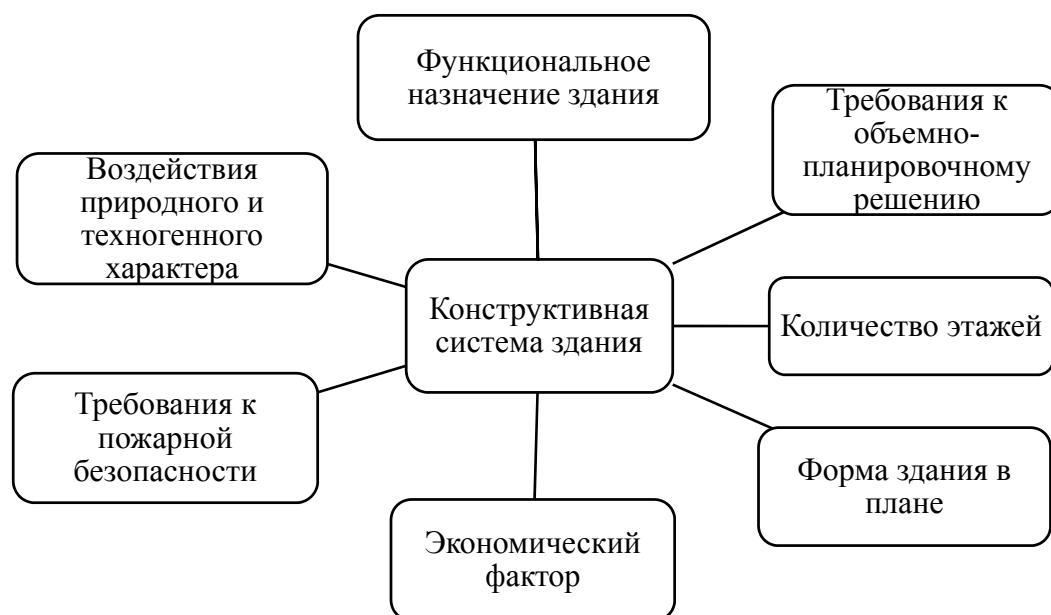 Функциональное
назначение здания
Требования к
объемно-
планировочному
решению
Воздействия
природного и
техногенного
характера
Конструктивная
система здания
Количество этажей
Требования к
пожарной
безопасности
Форма здания в
плане
Экономический
фактор